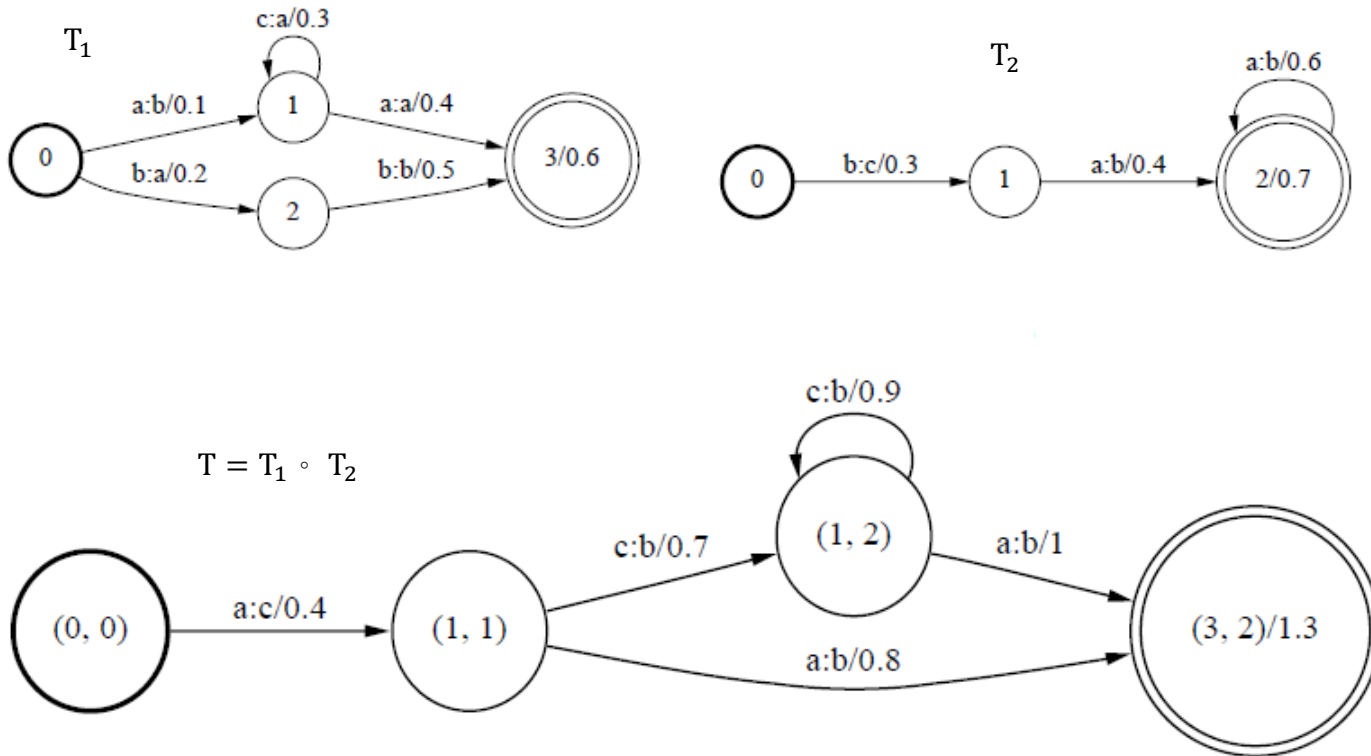 T₁
c:a/0.3
a:b/0.1
1
a:a/0.4
0
3/0.6
b:a/0.2
b:b/0.5
2
T₂
a:b/0.6
0
b:c/0.3
1
a:b/0.4
2/0.7
T = T₁ ∘ T₂
c:b/0.9
(0, 0)
a:c/0.4
(1, 1)
c:b/0.7
(1, 2)
a:b/1
a:b/0.8
(3, 2)/1.3